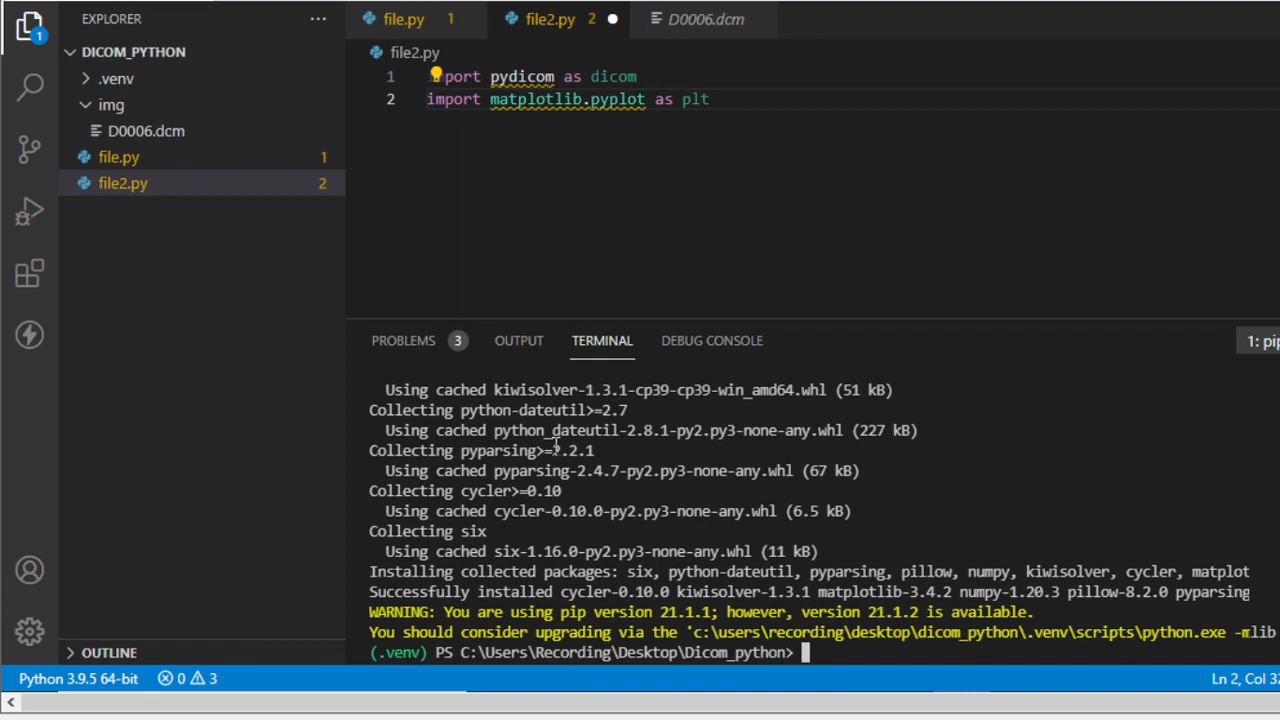 EXPLORER ···
1
DICOM_PYTHON
.venv
img
D0006.dcm
file.py 1
file2.py 2
OUTLINE
file.py 1
file2.py 2
D0006.dcm
file2.py
1 port pydicom as dicom
2 import matplotlib.pyplot as plt
PROBLEMS 3 OUTPUT TERMINAL DEBUG CONSOLE
1: pip
Using cached kiwisolver-1.3.1-cp39-cp39-win_amd64.whl (51 kB)
Collecting python-dateutil>=2.7
Using cached python_dateutil-2.8.1-py2.py3-none-any.whl (227 kB)
Collecting pyparsing>=2.2.1
Using cached pyparsing-2.4.7-py2.py3-none-any.whl (67 kB)
Collecting cycler>=0.10
Using cached cycler-0.10.0-py2.py3-none-any.whl (6.5 kB)
Collecting six
Using cached six-1.16.0-py2.py3-none-any.whl (11 kB)
Installing collected packages: six, python-dateutil, pyparsing, pillow, numpy, kiwisolver, cycler, matplot
Successfully installed cycler-0.10.0 kiwisolver-1.3.1 matplotlib-3.4.2 numpy-1.20.3 pillow-8.2.0 pyparsing
WARNING: You are using pip version 21.1.1; however, version 21.1.2 is available.
You should consider upgrading via the 'c:\users\recording\desktop\dicom_python\.venv\scripts\python.exe -mlib
(.venv) PS C:\Users\Recording\Desktop\Dicom_python>
Python 3.9.5 64-bit 0 3
Ln 2, Col 32